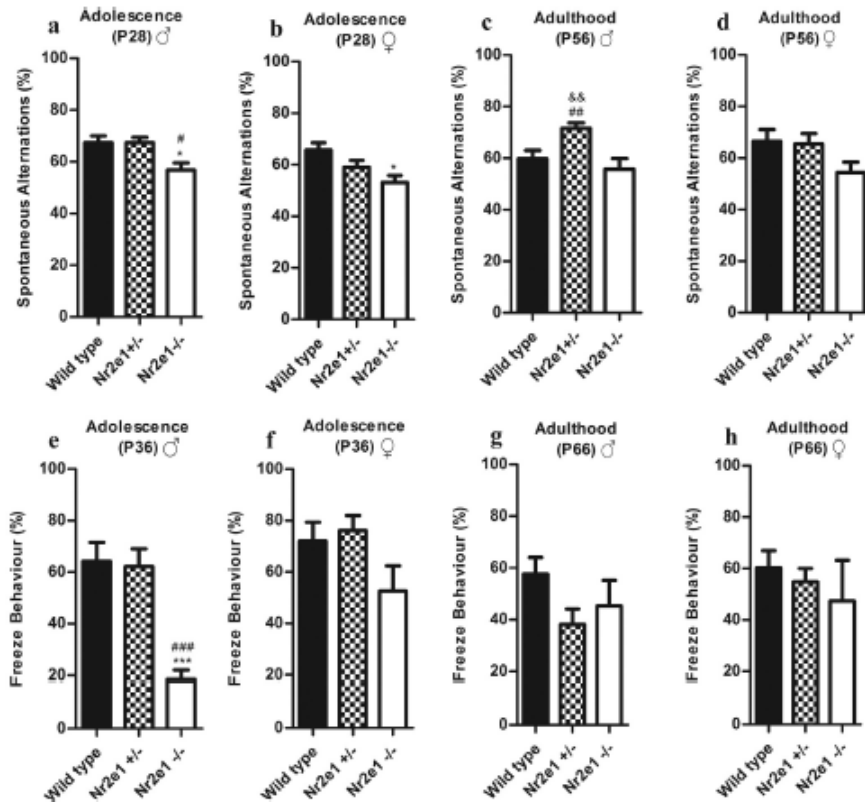 a Adolescence
(P28) ♂
Spontaneous Alternations (%)
100
80
60
40
20
0
#
*
Wild type
Nr2e1+/-
Nr2e1-/-
b Adolescence
(P28) ♀
Spontaneous Alternations (%)
100
80
60
40
20
0
*
Wild type
Nr2e1+/-
Nr2e1-/-
c Adulthood
(P56) ♂
Spontaneous Alternations (%)
100
80
60
40
20
0
&&
##
Wild type
Nr2e1+/-
Nr2e1-/-
d Adulthood
(P56) ♀
Spontaneous Alternations (%)
100
80
60
40
20
0
Wild type
Nr2e1+/-
Nr2e1-/-
e Adolescence
(P36) ♂
Freeze Behaviour (%)
100
80
60
40
20
0
###
***
Wild type
Nr2e1 +/-
Nr2e1 -/-
f Adolescence
(P36) ♀
Freeze Behaviour (%)
100
80
60
40
20
0
Wild type
Nr2e1 +/-
Nr2e1 -/-
g Adulthood
(P66) ♂
Freeze Behaviour (%)
100
80
60
40
20
0
Wild type
Nr2e1 +/-
Nr2e1 -/-
h Adulthood
(P66) ♀
Freeze Behaviour (%)
100
80
60
40
20
0
Wild type
Nr2e1 +/-
Nr2e1 -/-